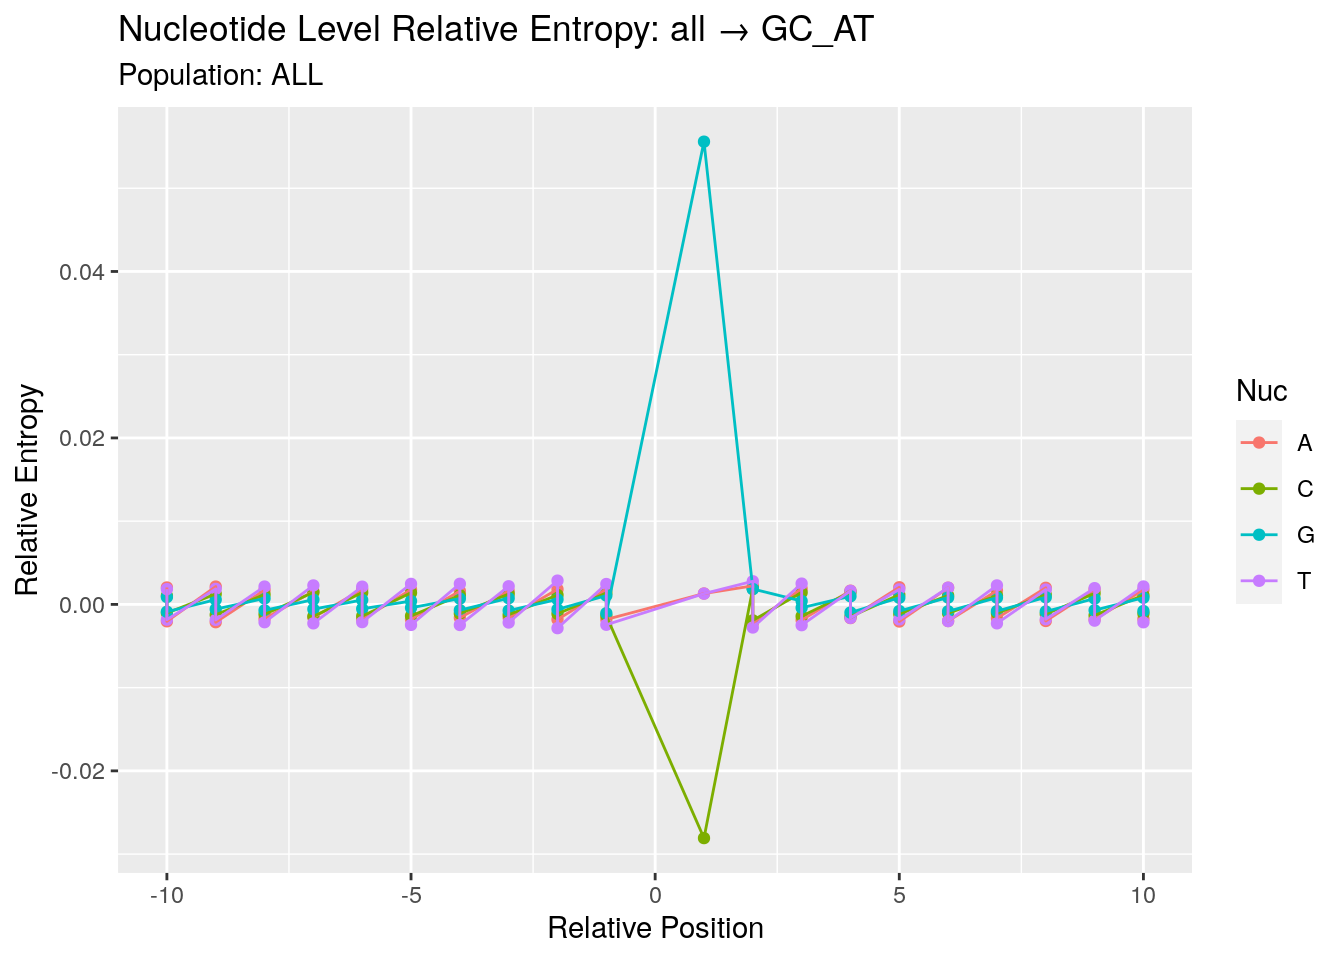 Nucleotide Level Relative Entropy: all → GC_AT
Population: ALL
Relative Entropy
0.04
0.02
0.00
-0.02
-10
-5
0
5
10
Relative Position
Nuc
A
C
G
T